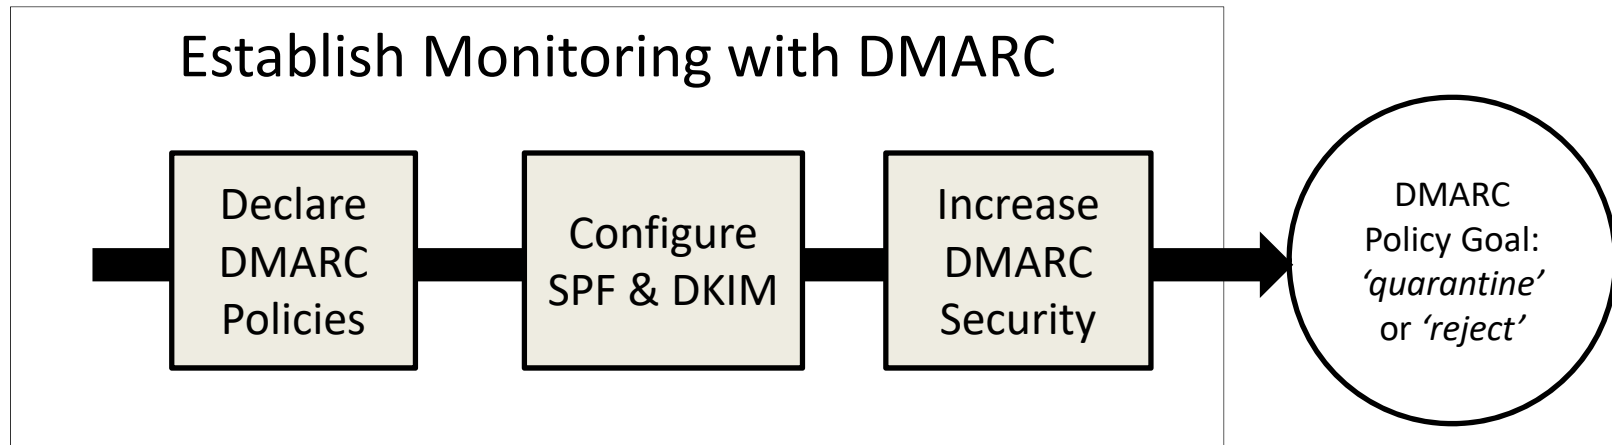 Establish Monitoring with DMARC
Declare
DMARC
Policies
Configure
SPF & DKIM
Increase
DMARC
Security
DMARC
Policy Goal:
‘quarantine’
or ‘reject’